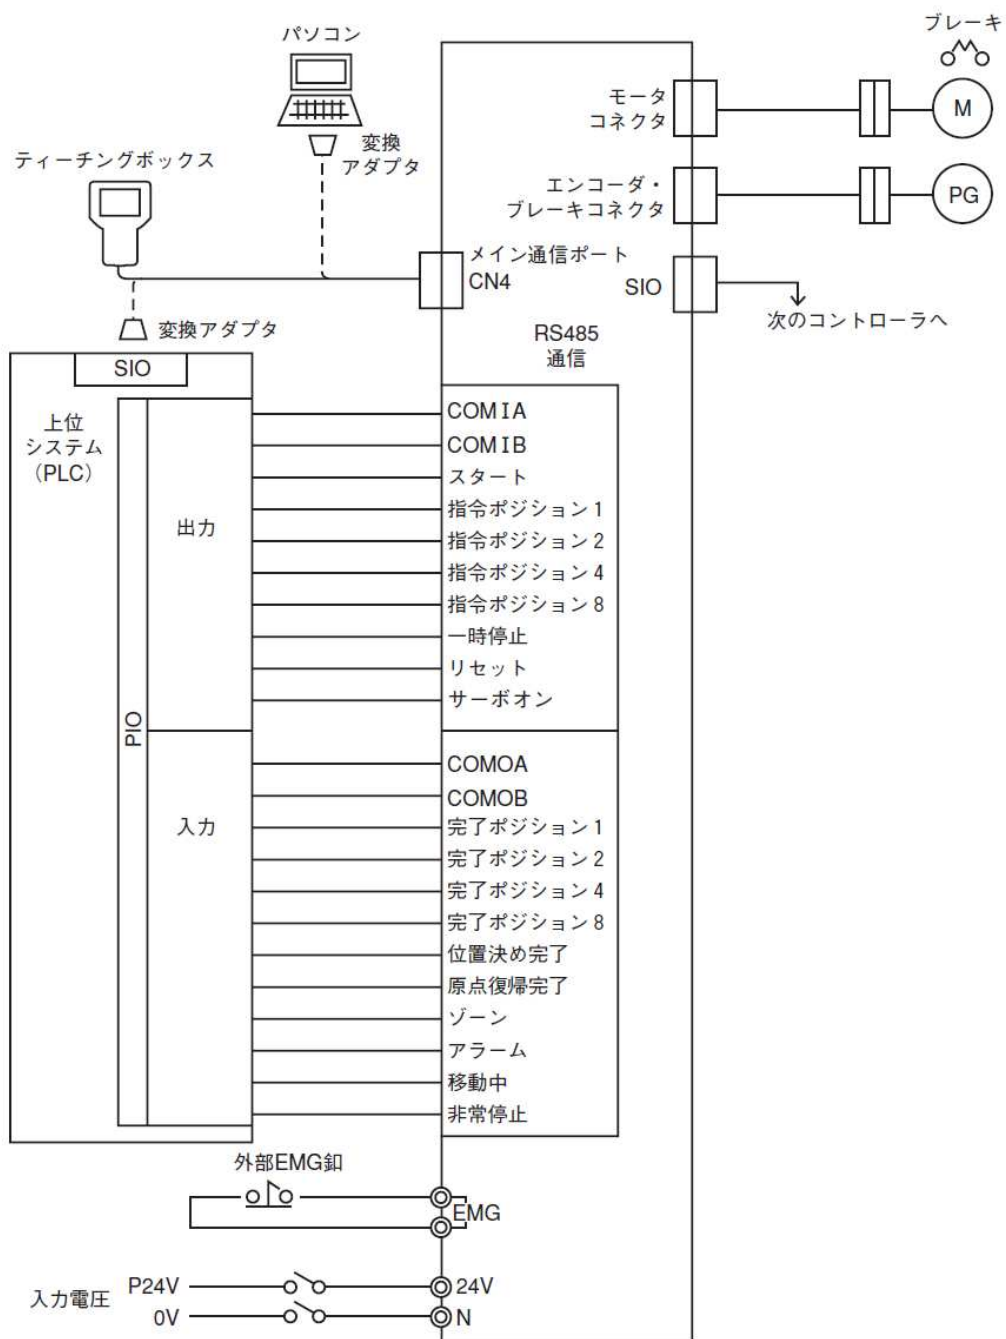 ブレーキ
パソコン
モータ
コネクタ
M
変換
アダプタ
ティーチングボックス
エンコーダ・
ブレーキコネクタ
PG
メイン通信ポート
CN4
SIO
次のコントローラへ
変換アダプタ
RS485
通信
SIO
上位
システム
（PLC）
PIO
出力
COMIA
COMIB
スタート
指令ポジション1
指令ポジション2
指令ポジション4
指令ポジション8
一時停止
リセット
サーボオン
入力
COMOA
COMOB
完了ポジション1
完了ポジション2
完了ポジション4
完了ポジション8
位置決め完了
原点復帰完了
ゾーン
アラーム
移動中
非常停止
外部EMG釦
EMG
入力電圧
P24V
24V
0V
N